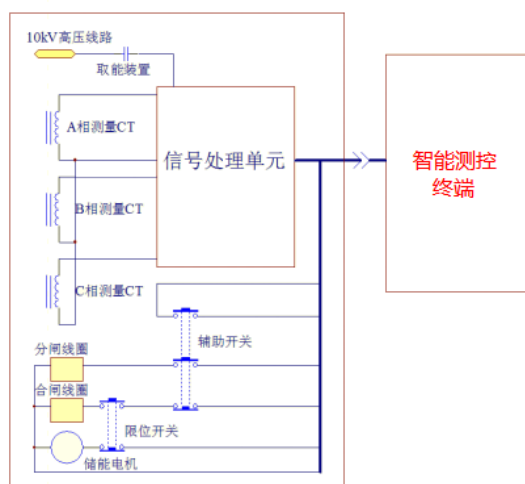 10kV高压线路
取能装置
A相测量CT
信号处理单元
智能测控
终端
B相测量CT
C相测量CT
辅助开关
分闸线圈
合闸线圈
限位开关
储能电机